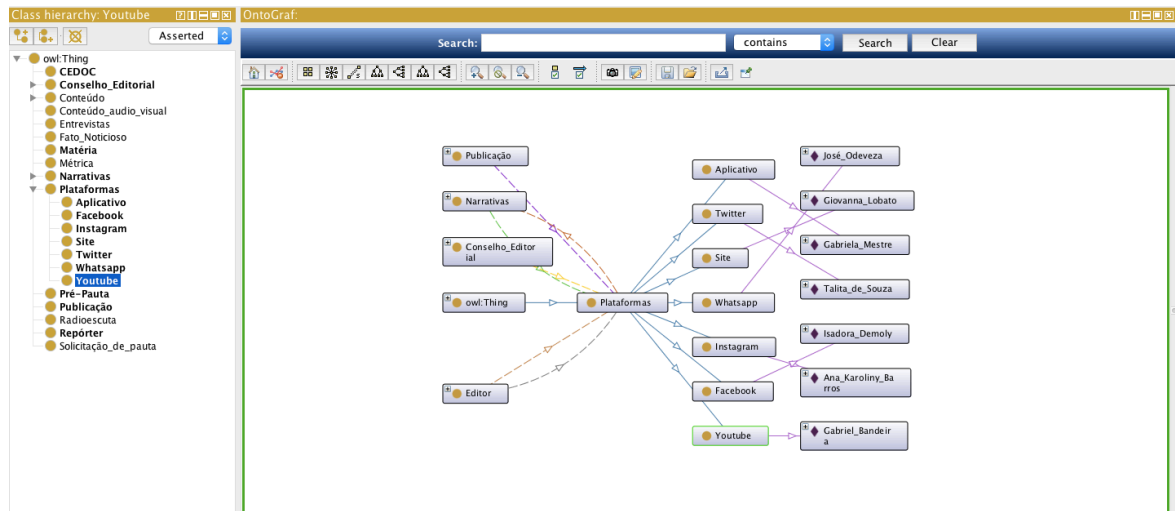 Class hierarchy: Youtube
OntoGraf:
Asserted
Search:
contains
Search
Clear
owl:Thing
CEDOC
Conselho_Editorial
Conteúdo
Conteúdo_audio_visual
Entrevistas
Fato_Noticioso
Matéria
Métrica
Narrativas
Plataformas
Aplicativo
Facebook
Instagram
Site
Twitter
Whatsapp
Youtube
Pré-Pauta
Publicação
Radioescuta
Repórter
Solicitação_de_pauta
Publicação
Narrativas
Conselho_Editor
ial
owl:Thing
Editor
Plataformas
Aplicativo
Twitter
Site
Whatsapp
Instagram
Facebook
Youtube
José_Odeveza
Giovanna_Lobato
Gabriela_Mestre
Talita_de_Souza
Isadora_Demoly
Ana_Karoliny_Ba
rros
Gabriel_Bandeir
a